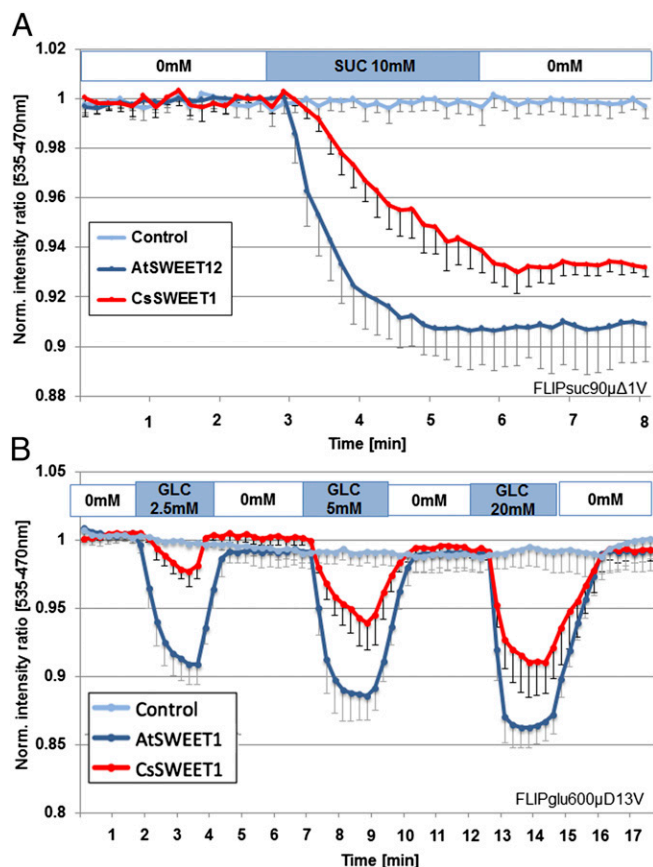 A
1.02
0mM SUC 10mM 0mM
1
0.98
0.96
0.94
0.92
0.9
0.88
Norm. intensity ratio [535-470nm]
Control
AtSWEET12
CsSWEET1
FLIPsuc90µΔ1V
1 2 3 4 5 6 7 8
Time [min]
B
1.05
0mM GLC 2.5mM 0mM GLC 5mM 0mM GLC 20mM 0mM
1
0.95
0.9
0.85
0.8
Norm. intensity ratio [535-470nm]
Control
AtSWEET1
CsSWEET1
FLIPglu600µD13V
1 2 3 4 5 6 7 8 9 10 11 12 13 14 15 16 17
Time [min]